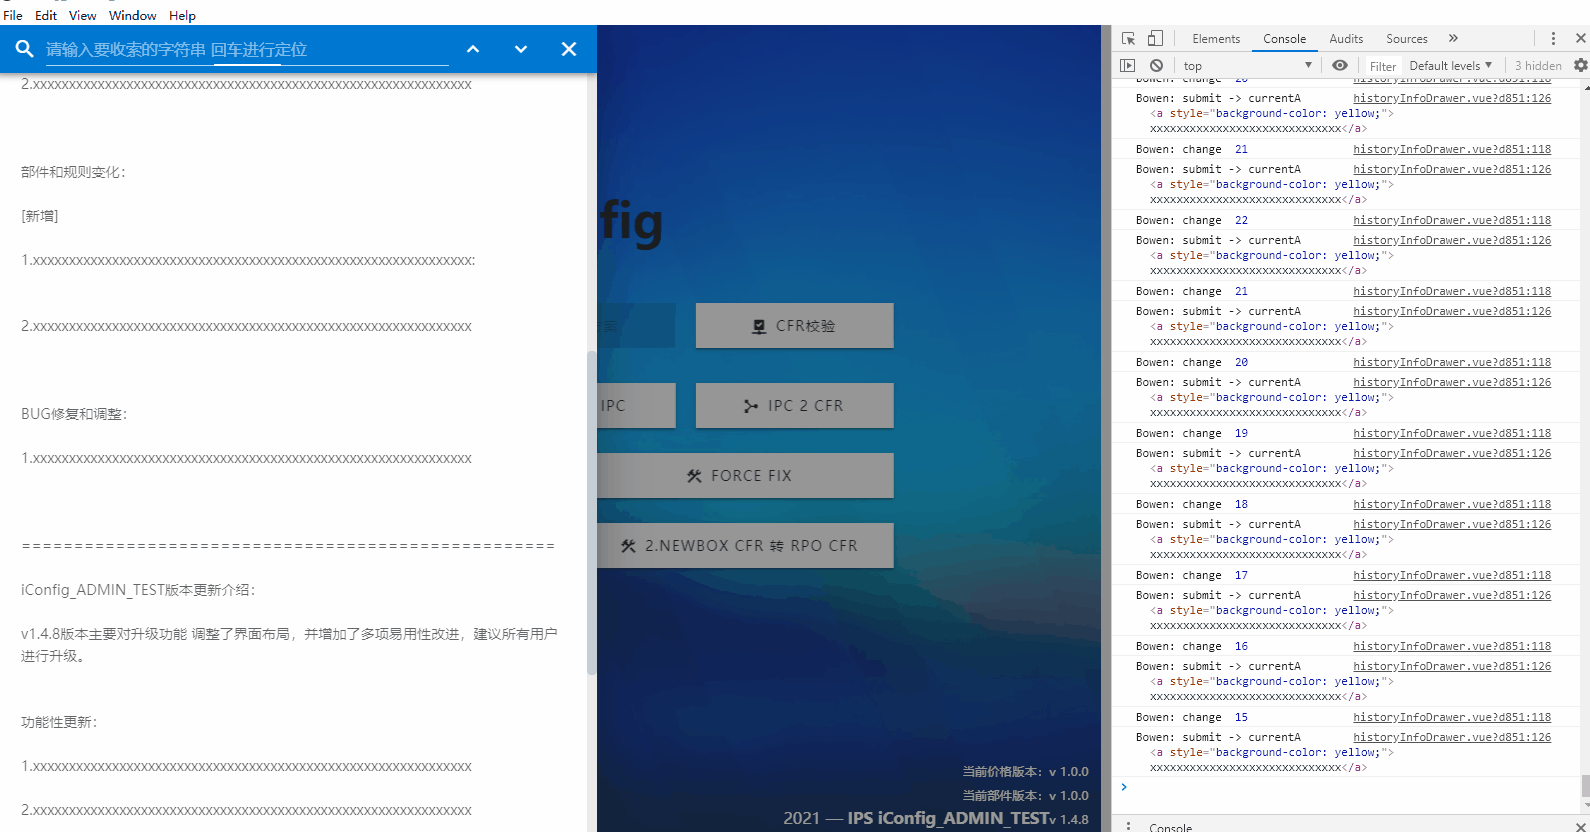 File Edit View Window Help
请输入要收索的字符串 回车进行定位
2.xxxxxxxxxxxxxxxxxxxxxxxxxxxxxxxxxxxxxxxxxxxxxxxxxxxxxxxxxxxxx
部件和规则变化:
[新增]
1.xxxxxxxxxxxxxxxxxxxxxxxxxxxxxxxxxxxxxxxxxxxxxxxxxxxxxxxxxxxxx:
2.xxxxxxxxxxxxxxxxxxxxxxxxxxxxxxxxxxxxxxxxxxxxxxxxxxxxxxxxxxxxx
BUG修复和调整:
1.xxxxxxxxxxxxxxxxxxxxxxxxxxxxxxxxxxxxxxxxxxxxxxxxxxxxxxxxxxxxx
===================================================
iConfig_ADMIN_TEST版本更新介绍:
v1.4.8版本主要对升级功能 调整了界面布局，并增加了多项易用性改进，建议所有用户
进行升级。
功能性更新:
1.xxxxxxxxxxxxxxxxxxxxxxxxxxxxxxxxxxxxxxxxxxxxxxxxxxxxxxxxxxxxx
2.xxxxxxxxxxxxxxxxxxxxxxxxxxxxxxxxxxxxxxxxxxxxxxxxxxxxxxxxxxxxx
fig
CFR校验
IPC
IPC 2 CFR
FORCE FIX
2.NEWBOX CFR 转 RPO CFR
当前价格版本：v 1.0.0
当前部件版本：v 1.0.0
2021 — IPS iConfig_ADMIN_TESTv 1.4.8
Elements Console Audits Sources »
top Filter Default levels 3 hidden
Bowen: change 20 historyInfoDrawer.vue?d851:118
Bowen: submit -> currentA historyInfoDrawer.vue?d851:126
<a style="background-color: yellow;">
xxxxxxxxxxxxxxxxxxxxxxxxxxxxx</a>
Bowen: change 21 historyInfoDrawer.vue?d851:118
Bowen: submit -> currentA historyInfoDrawer.vue?d851:126
<a style="background-color: yellow;">
xxxxxxxxxxxxxxxxxxxxxxxxxxxxx</a>
Bowen: change 22 historyInfoDrawer.vue?d851:118
Bowen: submit -> currentA historyInfoDrawer.vue?d851:126
<a style="background-color: yellow;">
xxxxxxxxxxxxxxxxxxxxxxxxxxxxx</a>
Bowen: change 21 historyInfoDrawer.vue?d851:118
Bowen: submit -> currentA historyInfoDrawer.vue?d851:126
<a style="background-color: yellow;">
xxxxxxxxxxxxxxxxxxxxxxxxxxxxx</a>
Bowen: change 20 historyInfoDrawer.vue?d851:118
Bowen: submit -> currentA historyInfoDrawer.vue?d851:126
<a style="background-color: yellow;">
xxxxxxxxxxxxxxxxxxxxxxxxxxxxx</a>
Bowen: change 19 historyInfoDrawer.vue?d851:118
Bowen: submit -> currentA historyInfoDrawer.vue?d851:126
<a style="background-color: yellow;">
xxxxxxxxxxxxxxxxxxxxxxxxxxxxx</a>
Bowen: change 18 historyInfoDrawer.vue?d851:118
Bowen: submit -> currentA historyInfoDrawer.vue?d851:126
<a style="background-color: yellow;">
xxxxxxxxxxxxxxxxxxxxxxxxxxxxx</a>
Bowen: change 17 historyInfoDrawer.vue?d851:118
Bowen: submit -> currentA historyInfoDrawer.vue?d851:126
<a style="background-color: yellow;">
xxxxxxxxxxxxxxxxxxxxxxxxxxxxx</a>
Bowen: change 16 historyInfoDrawer.vue?d851:118
Bowen: submit -> currentA historyInfoDrawer.vue?d851:126
<a style="background-color: yellow;">
xxxxxxxxxxxxxxxxxxxxxxxxxxxxx</a>
Bowen: change 15 historyInfoDrawer.vue?d851:118
Bowen: submit -> currentA historyInfoDrawer.vue?d851:126
<a style="background-color: yellow;">
xxxxxxxxxxxxxxxxxxxxxxxxxxxxx</a>
Console